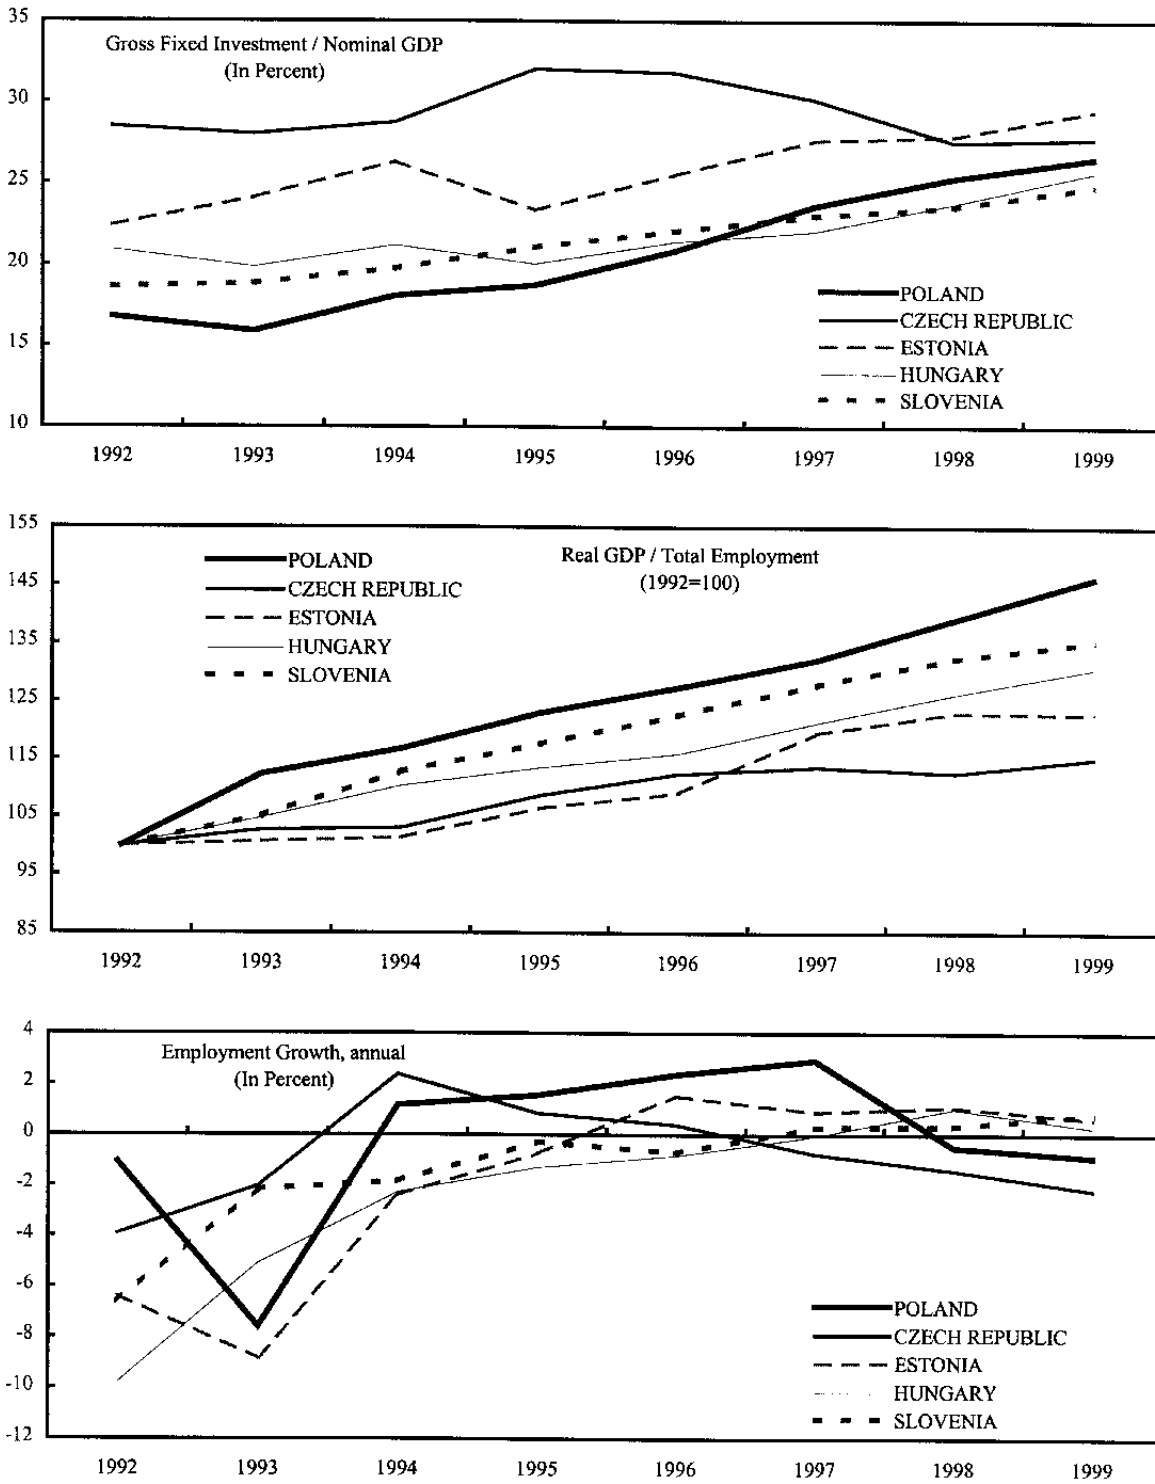 35
Gross Fixed Investment / Nominal GDP
(In Percent)
30
25
20
POLAND
CZECH REPUBLIC
15
ESTONIA
HUNGARY
SLOVENIA
10
1992 1993 1994 1995 1996 1997 1998 1999
155
POLAND
Real GDP / Total Employment
(1992=100)
145
CZECH REPUBLIC
ESTONIA
135
HUNGARY
SLOVENIA
125
115
105
95
85
1992 1993 1994 1995 1996 1997 1998 1999
4
Employment Growth, annual
(In Percent)
2
0
-2
-4
-6
POLAND
-8
CZECH REPUBLIC
ESTONIA
-10
HUNGARY
SLOVENIA
-12
1992 1993 1994 1995 1996 1997 1998 1999